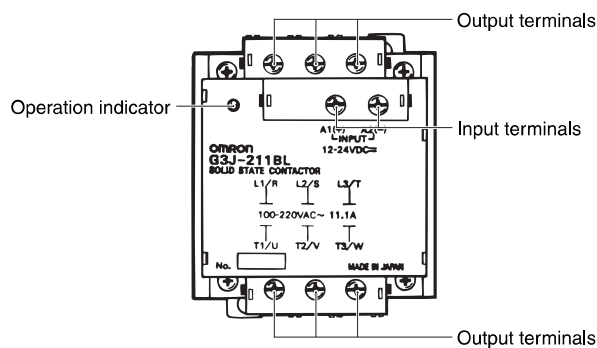 Output terminals
Operation indicator
Input terminals
A1(+) A2(−)
INPUT
12-24VDC⎓
OMRON
G3J-211BL
SOLID STATE CONTACTOR
L1/R L2/S L3/T
100-220VAC~ 11.1A
T1/U T2/V T3/W
No. MADE IN JAPAN
Output terminals